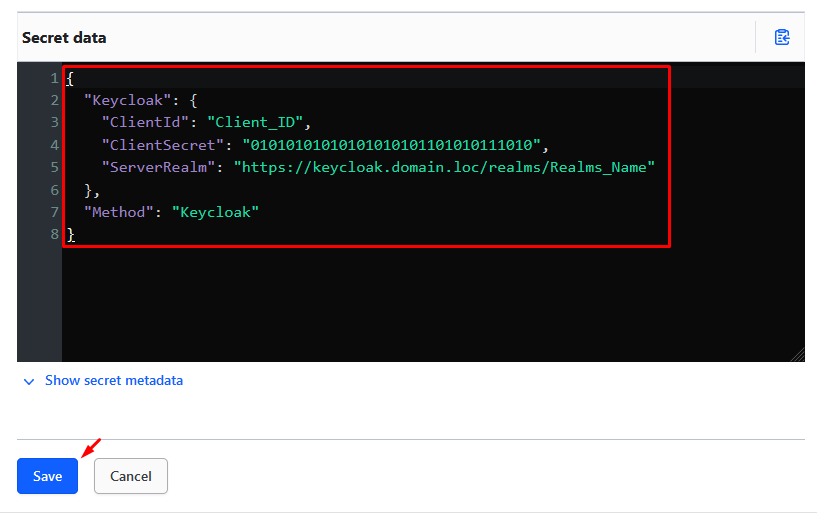 Secret data
1 {
2 "Keycloak": {
3 "ClientId": "Client_ID",
4 "ClientSecret": "01010101010101010101101010111010",
5 "ServerRealm": "https://keycloak.domain.loc/realms/Realms_Name"
6 },
7 "Method": "Keycloak"
8 }
Show secret metadata
Save Cancel